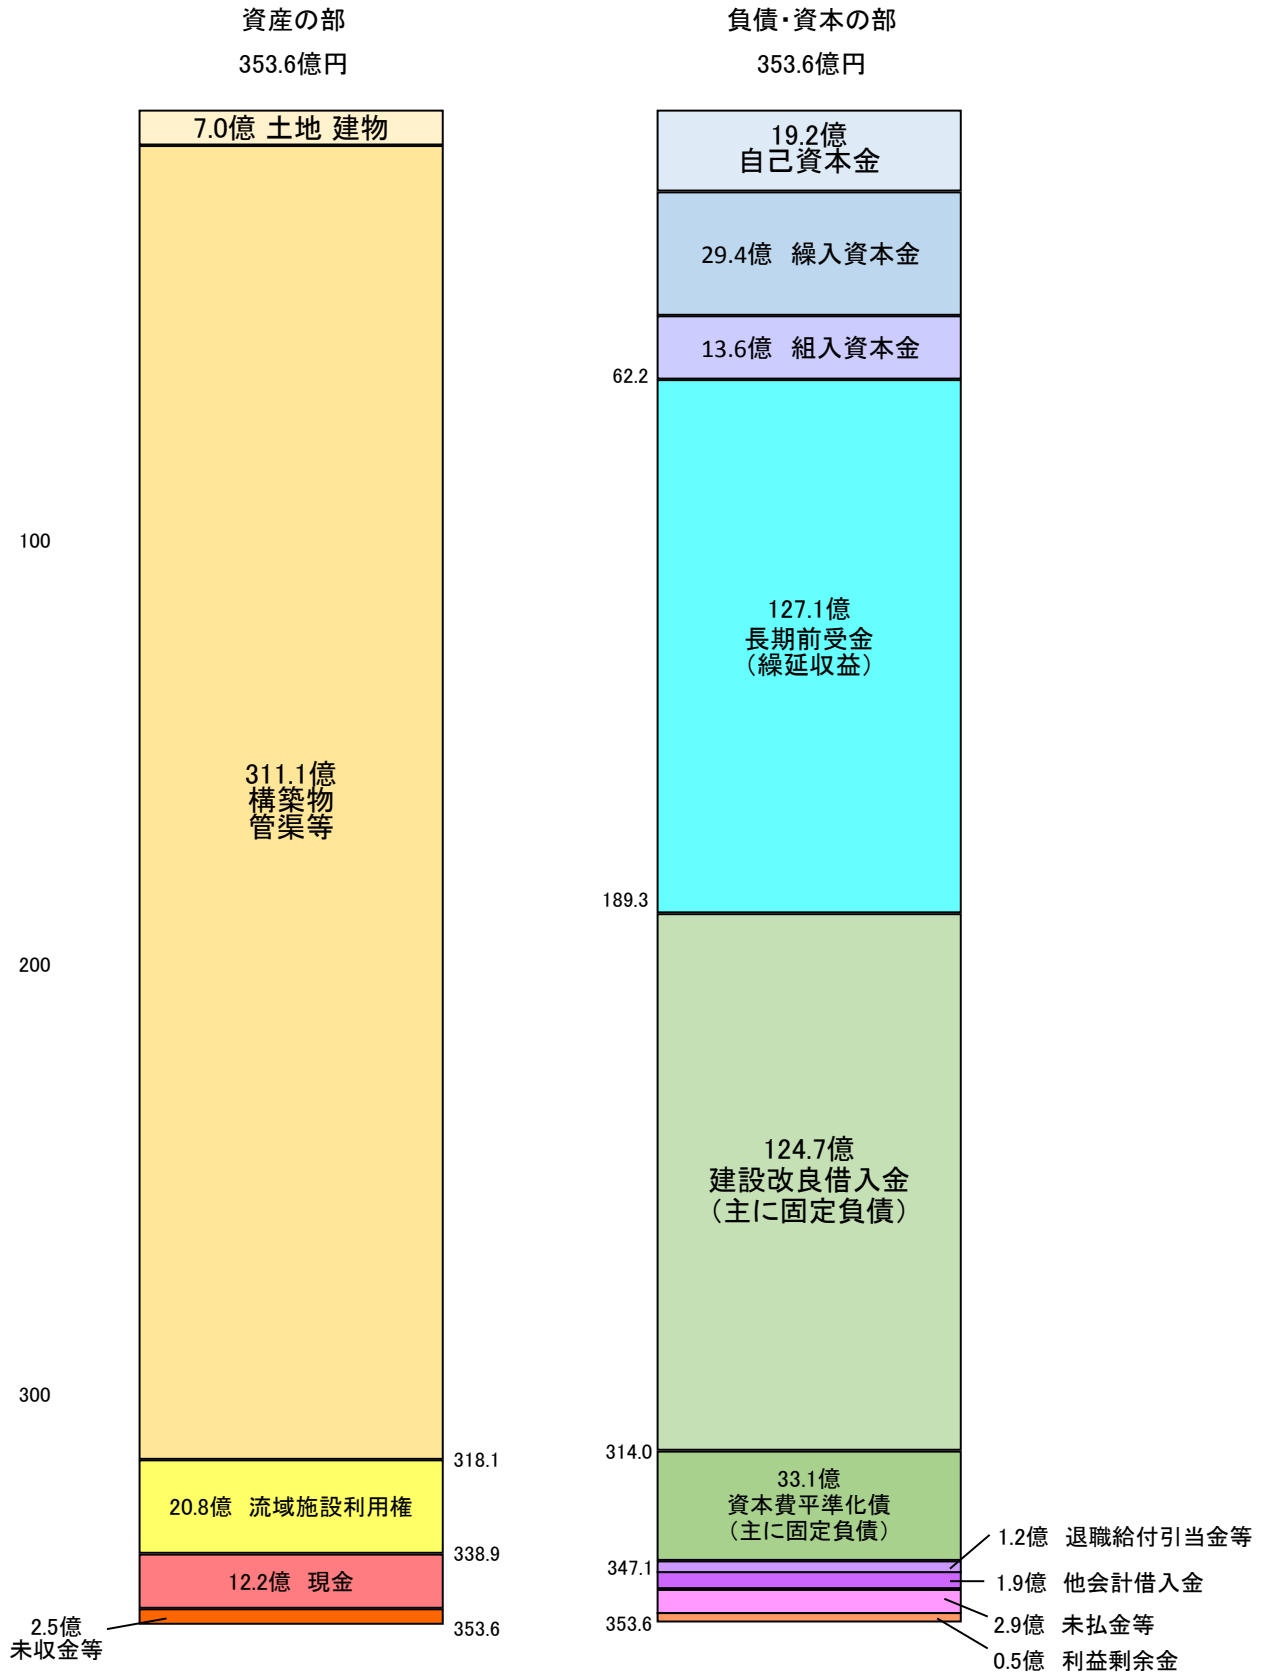 資産の部
353.6億円
負債・資本の部
353.6億円
7.0億 土地 建物
311.1億
構築物
管渠等
20.8億 流域施設利用権
12.2億 現金
2.5億
未収金等
100
200
300
318.1
338.9
353.6
19.2億
自己資本金
29.4億 繰入資本金
13.6億 組入資本金
62.2
127.1億
長期前受金
（繰延収益）
189.3
124.7億
建設改良借入金
（主に固定負債）
314.0
33.1億
資本費平準化債
（主に固定負債）
347.1
353.6
1.2億 退職給付引当金等
1.9億 他会計借入金
2.9億 未払金等
0.5億 利益剰余金